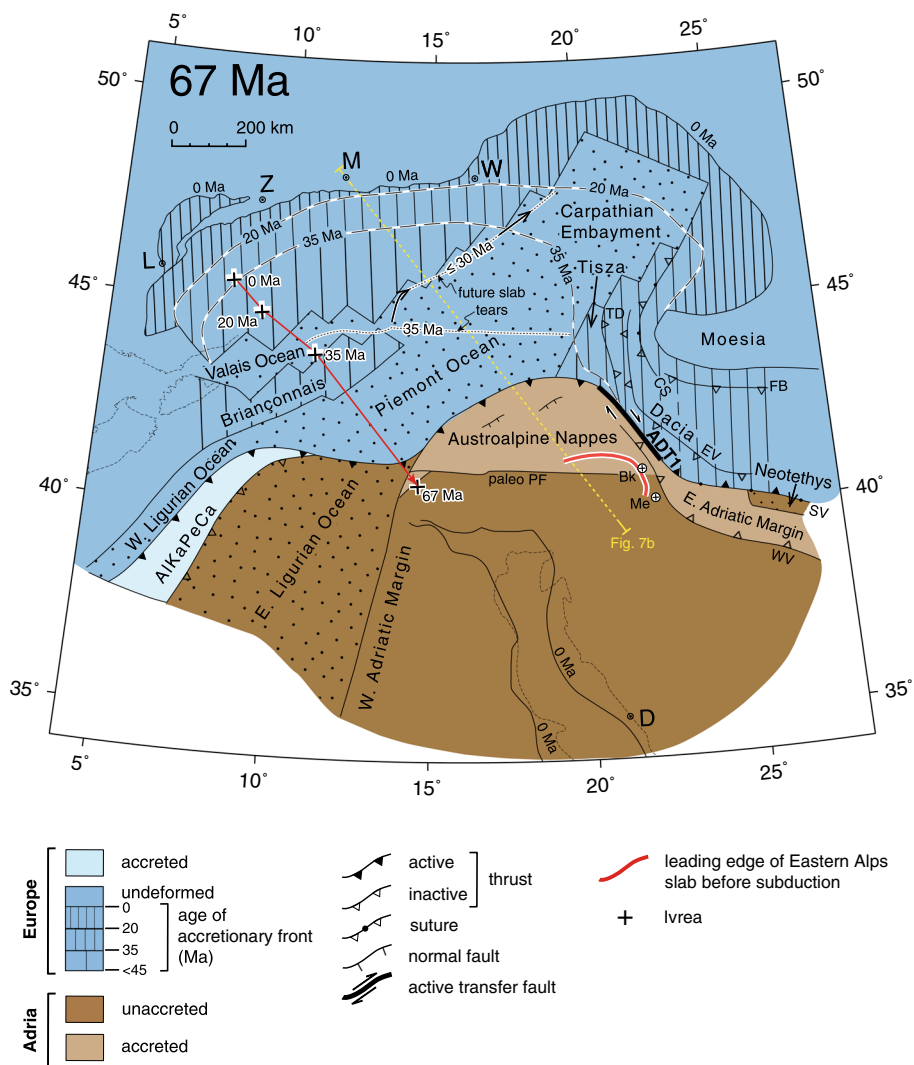 5°
10°
15°
20°
25°
50°
50°
67 Ma
0
200 km
0 Ma
M
W
0 Ma
Z
0 Ma
20 Ma
20 Ma
Carpathian
Embayment
35 Ma
L
≤ 30 Ma
35 Ma
Tisza
45°
0 Ma
45°
future slab
tears
20 Ma
TD
35 Ma
Moesia
35 Ma
Valais Ocean
Piemont Ocean
CS
FB
Briançonnais
Dacia
Austroalpine Nappes
ADT1
EV
W. Ligurian Ocean
Neotethys
Bk
40°
paleo PF
40°
67 Ma
Me
E. Adriatic Margin
SV
AlKaPeCa
E. Ligurian Ocean
Fig. 7b
WV
W. Adriatic Margin
0 Ma
35°
35°
D
0 Ma
5°
10°
15°
20°
25°
Europe
accreted
undeformed
0
20
35
<45
age of
accretionary front
(Ma)
Adria
unaccreted
accreted
active
inactive
thrust
suture
normal fault
active transfer fault
leading edge of Eastern Alps
slab before subduction
Ivrea